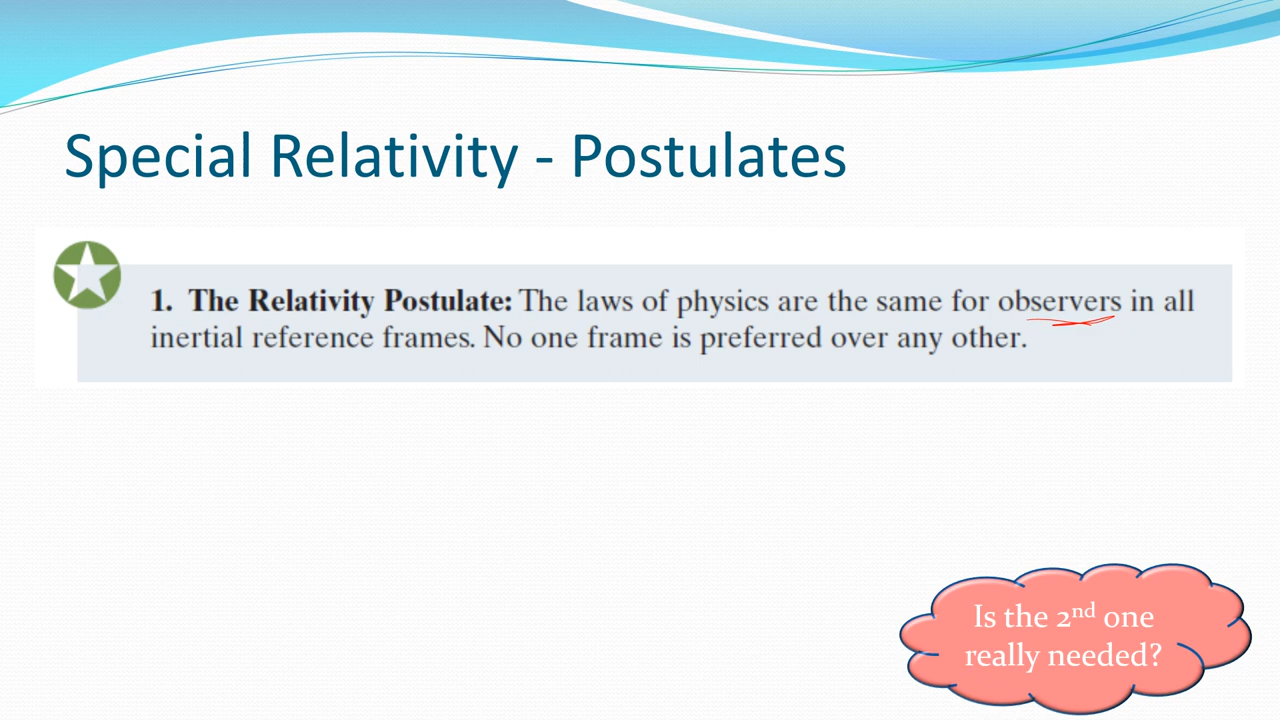 Special Relativity - Postulates
1. The Relativity Postulate: The laws of physics are the same for observers in all
inertial reference frames. No one frame is preferred over any other.
Is the 2nd one
really needed?